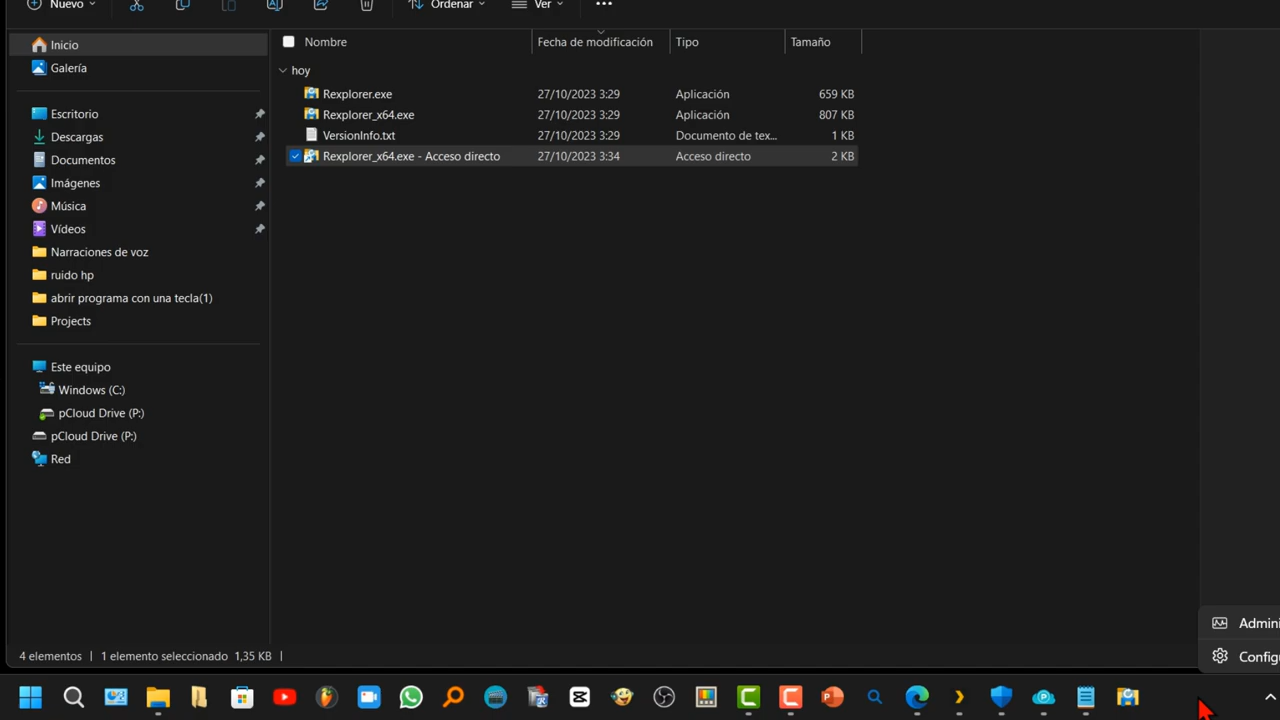 Nuevo
Ordenar
Ver
Inicio
Galería
Escritorio
Descargas
Documentos
Imágenes
Música
Vídeos
Narraciones de voz
ruido hp
abrir programa con una tecla(1)
Projects
Este equipo
Windows (C:)
pCloud Drive (P:)
pCloud Drive (P:)
Red
Nombre Fecha de modificación Tipo Tamaño
hoy
Rexplorer.exe 27/10/2023 3:29 Aplicación 659 KB
Rexplorer_x64.exe 27/10/2023 3:29 Aplicación 807 KB
VersionInfo.txt 27/10/2023 3:29 Documento de tex... 1 KB
Rexplorer_x64.exe - Acceso directo 27/10/2023 3:34 Acceso directo 2 KB
Admini
Config
4 elementos 1 elemento seleccionado 1,35 KB